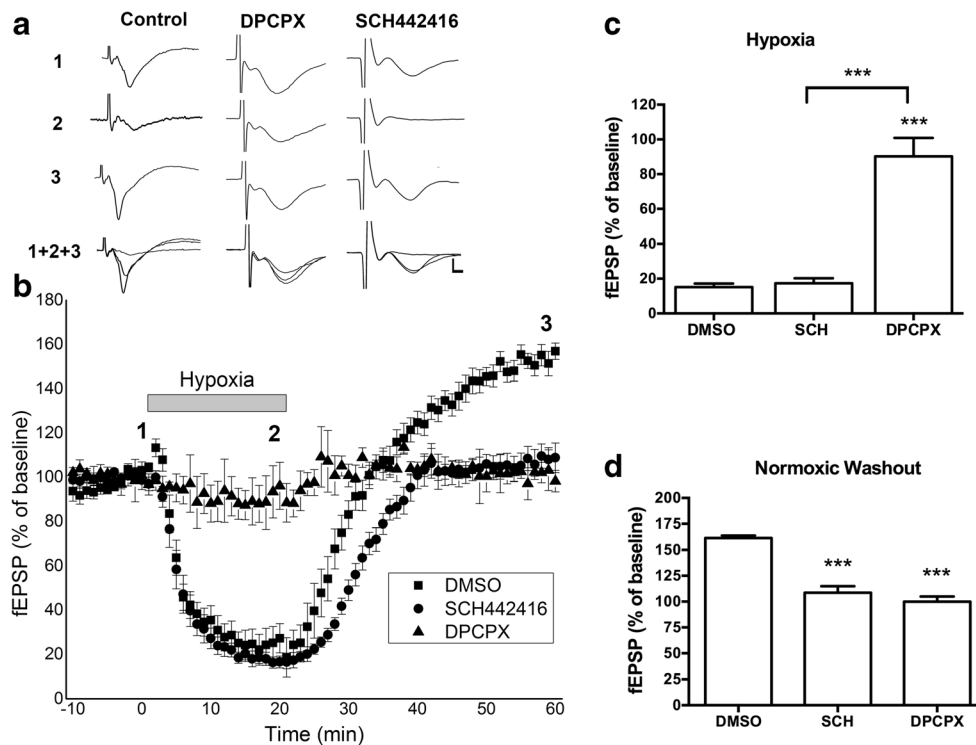 a
Control DPCPX SCH442416
1
2
3
1+2+3
b
180
160
140
120
100
80
60
40
20
0
fEPSP (% of baseline)
Hypoxia
1
2
3
DMSO
SCH442416
DPCPX
-10 0 10 20 30 40 50 60
Time (min)
c
Hypoxia
***
***
120
100
80
60
40
20
0
fEPSP (% of baseline)
DMSO SCH DPCPX
d
Normoxic Washout
200
175
150
125
100
75
50
25
0
fEPSP (% of baseline)
*** ***
DMSO SCH DPCPX